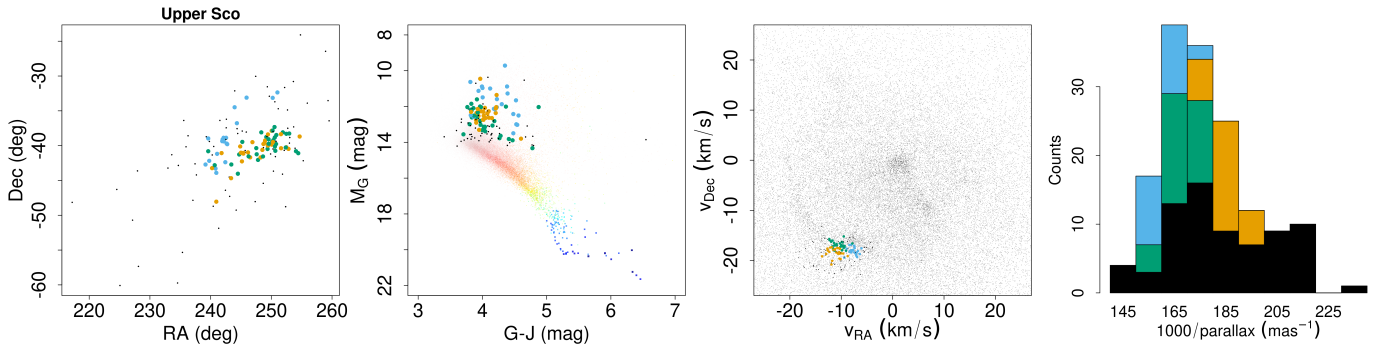 Upper Sco
Dec (deg)
-30
-40
-50
-60
220 230 240 250 260
RA (deg)
M_G (mag)
8
10
14
18
22
3 4 5 6 7
G-J (mag)
v_Dec (km/s)
20
10
0
-10
-20
-20 -10 0 10 20
v_RA (km/s)
Counts
30
20
10
0
145 165 185 205 225
1000/parallax (mas⁻¹)